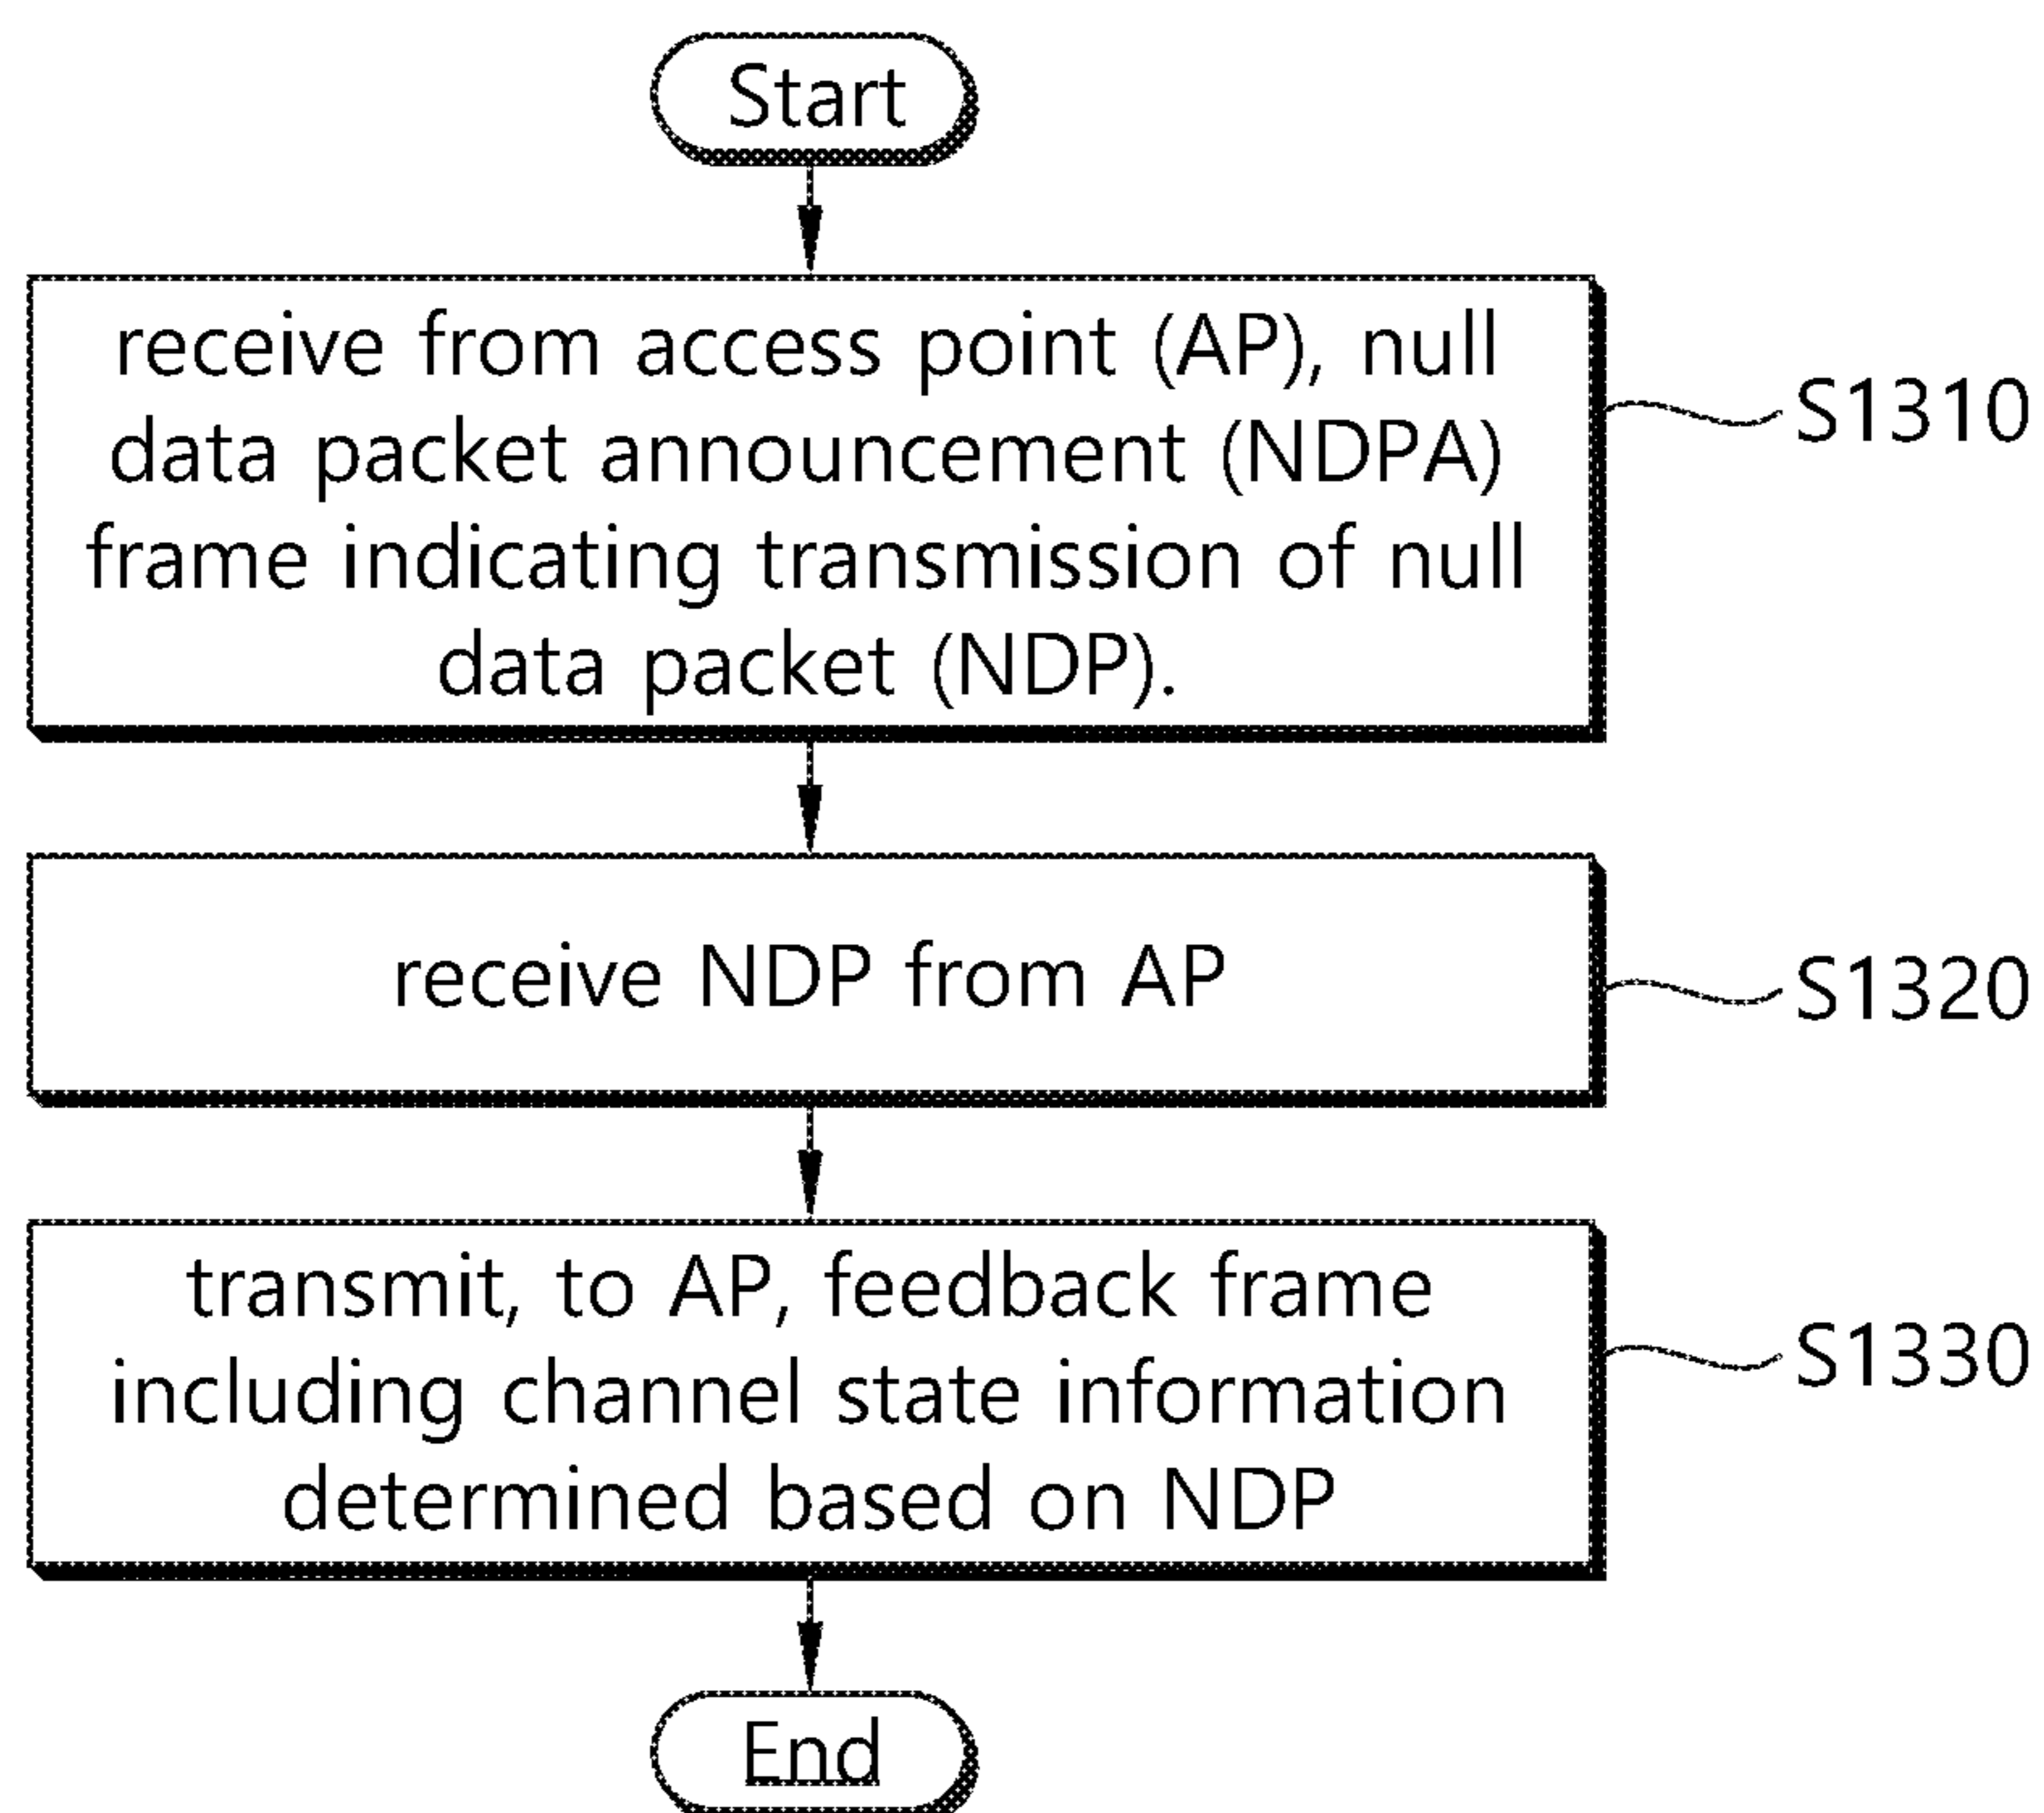 Start
receive from access point (AP), null
data packet announcement (NDPA)
frame indicating transmission of null
data packet (NDP).
S1310
receive NDP from AP
S1320
transmit, to AP, feedback frame
including channel state information
determined based on NDP
S1330
End